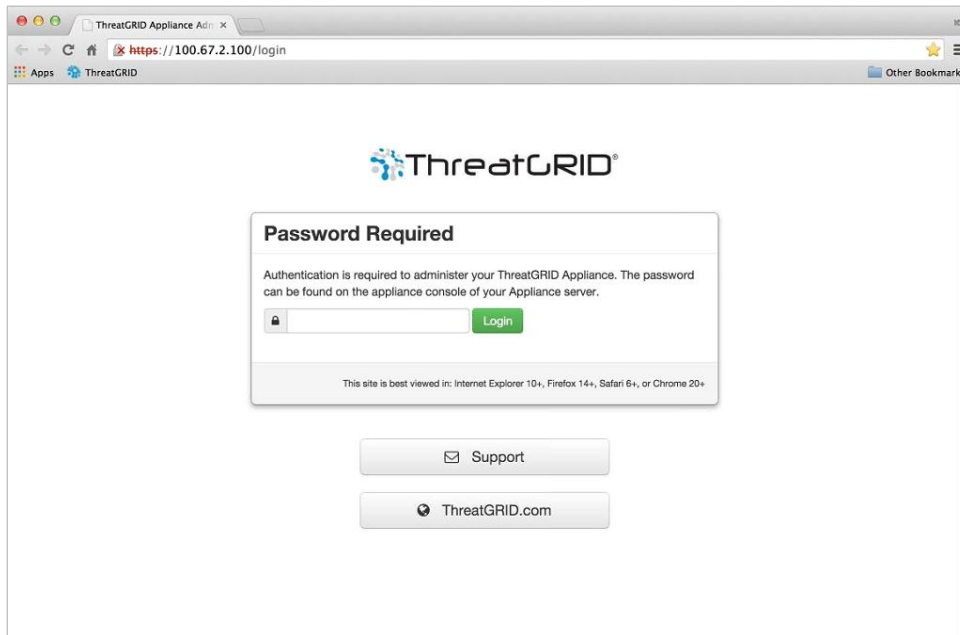 ThreatGRID Appliance Adm
https://100.67.2.100/login
Apps ThreatGRID Other Bookmark
ThreatGRID®
Password Required
Authentication is required to administer your ThreatGRID Appliance. The password
can be found on the appliance console of your Appliance server.
Login
This site is best viewed in: Internet Explorer 10+, Firefox 14+, Safari 6+, or Chrome 20+
Support
ThreatGRID.com